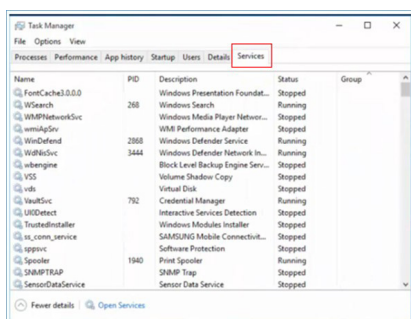 Task Manager
File Options View
Processes Performance App history Startup Users Details Services
Name PID Description Status Group
FontCache3.0.0.0 Windows Presentation Foundat... Stopped
WSearch 268 Windows Search Running
WMPNetworkSvc Windows Media Player Networ... Stopped
wmiApSrv WMI Performance Adapter Stopped
WinDefend 2868 Windows Defender Service Running
WdNisSvc 3444 Windows Defender Network In... Running
wbengine Block Level Backup Engine Serv... Stopped
VSS Volume Shadow Copy Stopped
vds Virtual Disk Stopped
VaultSvc 792 Credential Manager Running
UI0Detect Interactive Services Detection Stopped
TrustedInstaller Windows Modules Installer Stopped
ss_conn_service SAMSUNG Mobile Connectivit... Stopped
sppsvc Software Protection Stopped
Spooler 1940 Print Spooler Running
SNMPTRAP SNMP Trap Stopped
SensorDataService Sensor Data Service Stopped
Fewer details Open Services